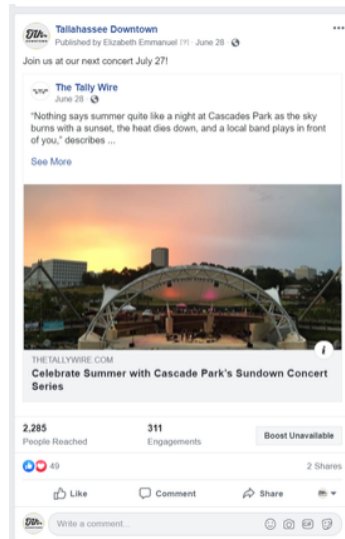 Tallahassee Downtown
Published by Elizabeth Emmanuel [?] · June 28 ·
Join us at our next concert July 27!
The Tally Wire
June 28 ·
"Nothing says summer quite like a night at Cascades Park as the sky
burns with a sunset, the heat dies down, and a local band plays in front
of you," describes ...
See More
THETALLYWIRE.COM
Celebrate Summer with Cascade Park's Sundown Concert
Series
2,285
People Reached
311
Engagements
Boost Unavailable
49
2 Shares
Like
Comment
Share
Write a comment...